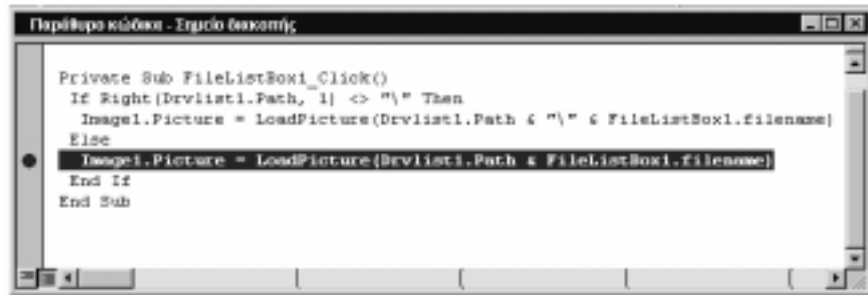 Παράθυρο κώδικα - Σημείο διακοπής
Private Sub FileListBox1_Click()
If Right(Drvlist1.Path, 1) <> "\" Then
Image1.Picture = LoadPicture(Drvlist1.Path & "\" & FileListBox1.filename)
Else
Image1.Picture = LoadPicture(Drvlist1.Path & FileListBox1.filename)
End If
End Sub